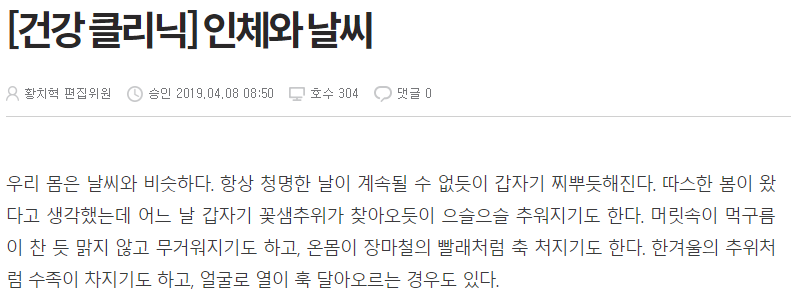 [건강 클리닉] 인체와 날씨
황치혁 편집위원 승인 2019.04.08 08:50 호수 304 댓글 0
우리 몸은 날씨와 비슷하다. 항상 청명한 날이 계속될 수 없듯이 갑자기 찌뿌듯해진다. 따스한 봄이 왔
다고 생각했는데 어느 날 갑자기 꽃샘추위가 찾아오듯이 으슬으슬 추워지기도 한다. 머릿속이 먹구름
이 찬 듯 맑지 않고 무거워지기도 하고, 온몸이 장마철의 빨래처럼 축 처지기도 한다. 한겨울의 추위처
럼 수족이 차지기도 하고, 얼굴로 열이 훅 달아오르는 경우도 있다.